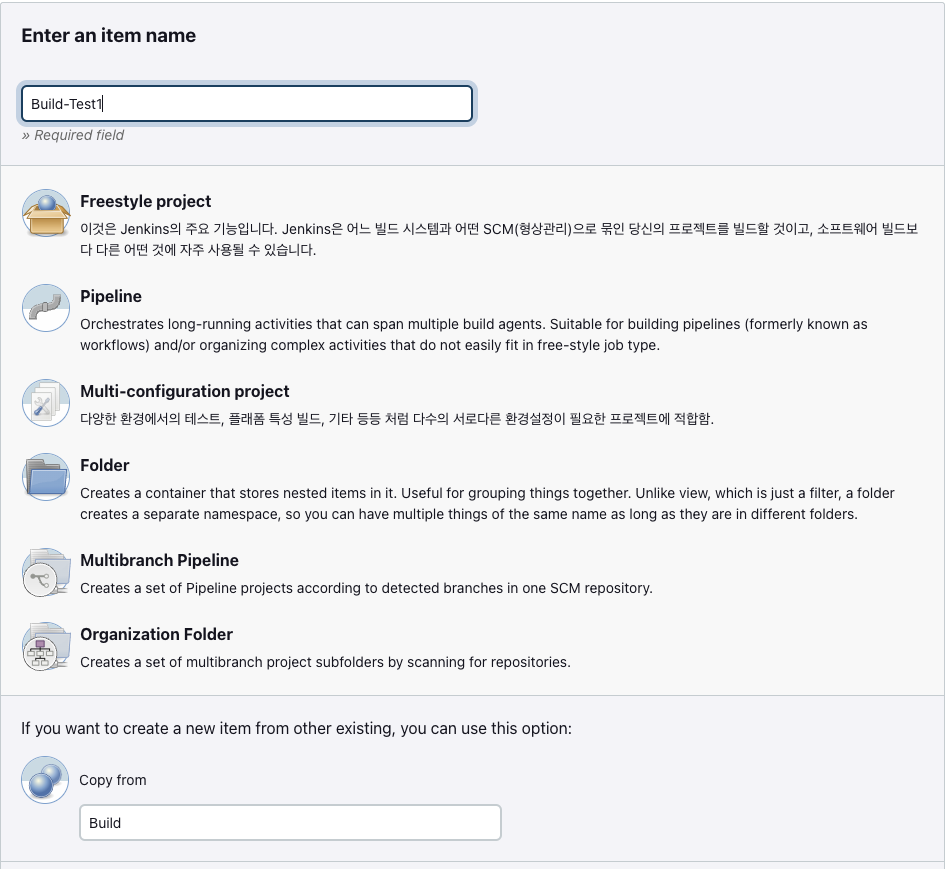 Enter an item name
Build-Test1
» Required field
Freestyle project
이것은 Jenkins의 주요 기능입니다. Jenkins은 어느 빌드 시스템과 어떤 SCM(형상관리)으로 묶인 당신의 프로젝트를 빌드할 것이고, 소프트웨어 빌드보
다 다른 어떤 것에 자주 사용될 수 있습니다.
Pipeline
Orchestrates long-running activities that can span multiple build agents. Suitable for building pipelines (formerly known as
workflows) and/or organizing complex activities that do not easily fit in free-style job type.
Multi-configuration project
다양한 환경에서의 테스트, 플래폼 특성 빌드, 기타 등등 처럼 다수의 서로다른 환경설정이 필요한 프로젝트에 적합함.
Folder
Creates a container that stores nested items in it. Useful for grouping things together. Unlike view, which is just a filter, a folder
creates a separate namespace, so you can have multiple things of the same name as long as they are in different folders.
Multibranch Pipeline
Creates a set of Pipeline projects according to detected branches in one SCM repository.
Organization Folder
Creates a set of multibranch project subfolders by scanning for repositories.
If you want to create a new item from other existing, you can use this option:
Copy from
Build